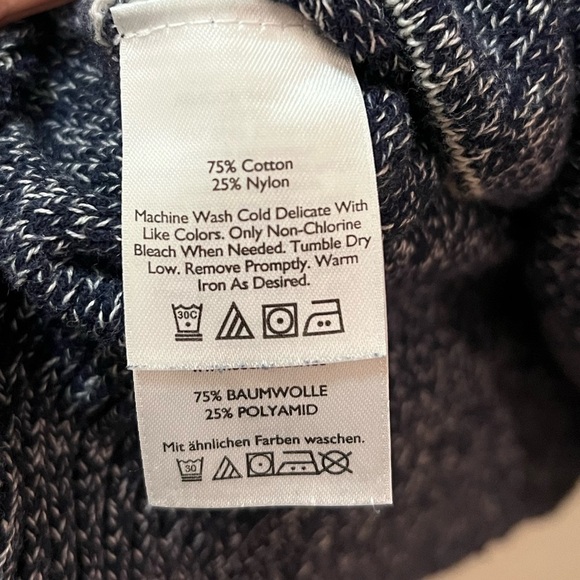 75% Cotton
25% Nylon
Machine Wash Cold Delicate With
Like Colors. Only Non-Chlorine
Bleach When Needed. Tumble Dry
Low. Remove Promptly. Warm
Iron As Desired.
30C
75% BAUMWOLLE
25% POLYAMID
Mit ähnlichen Farben waschen.
30